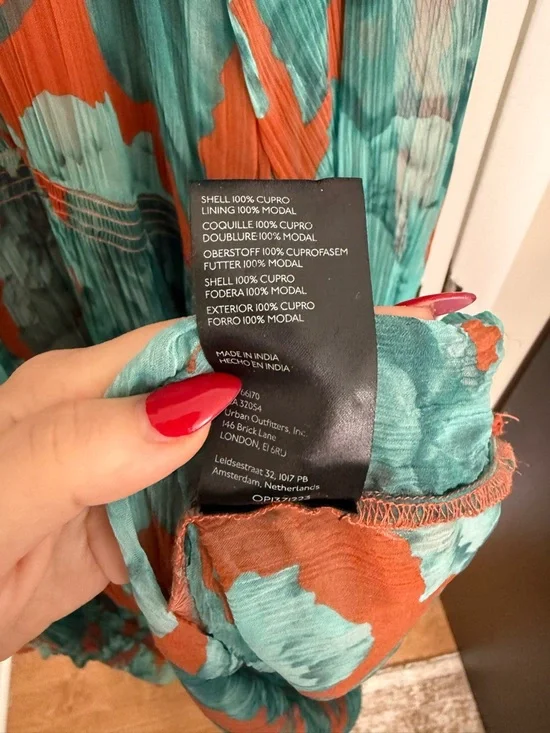 SHELL 100% CUPRO
LINING 100% MODAL
COQUILLE 100% CUPRO
DOUBLURE 100% MODAL
OBERSTOFF 100% CUPROFASEM
FUTTER 100% MODAL
SHELL 100% CUPRO
FODERA 100% MODAL
EXTERIOR 100% CUPRO
FORRO 100% MODAL
MADE IN INDIA
HECHO EN INDIA
66170
37054
Urban Outfitters, Inc.
146 Brick Lane
LONDON, E1 6RU
Leidsestraat 32, 1017 PB
Amsterdam, Netherlands